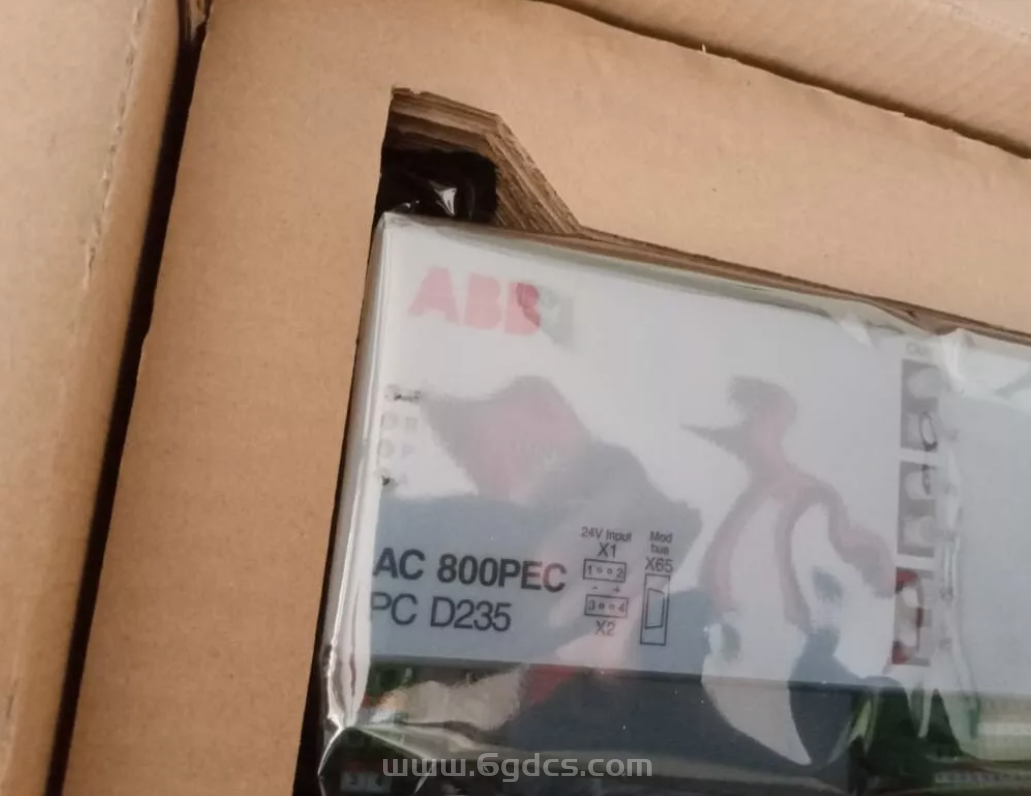 ABB
24V Input
X1
1 2
- +
3 4
X2
Mod
bus
X65
AC 800PEC
PC D235
www.6gdcs.com